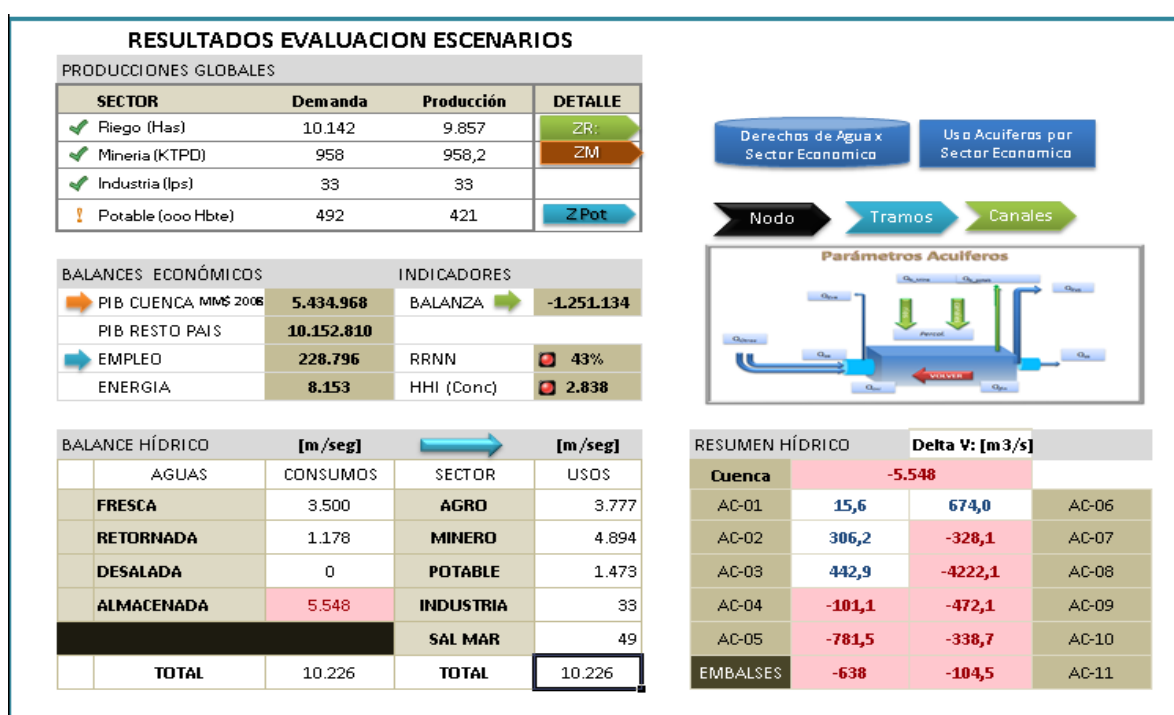 RESULTADOS EVALUACION ESCENARIOS
PRODUCCIONES GLOBALES
SECTOR Demanda Producción DETALLE
Riego (Has) 10.142 9.857 ZR:
Mineria (KTPD) 958 958,2 ZM
Industria (lps) 33 33
Potable (ooo Hbte) 492 421 Z Pot
Derechos de Agua x
Sector Economico
Uso Acuiferos por
Sector Economico
Nodo Tramos Canales
Parámetros Acuíferos
Percol.
VOLVER
BALANCES ECONÓMICOS INDICADORES
PIB CUENCA MM$ 2006 5.434.968 BALANZA -1.251.134
PIB RESTO PAIS 10.152.810
EMPLEO 228.796 RRNN 43%
ENERGIA 8.153 HHI (Conc) 2.838
BALANCE HÍDRICO [m/seg] [m/seg]
AGUAS CONSUMOS SECTOR USOS
FRESCA 3.500 AGRO 3.777
RETORNADA 1.178 MINERO 4.894
DESALADA 0 POTABLE 1.473
ALMACENADA 5.548 INDUSTRIA 33
SAL MAR 49
TOTAL 10.226 TOTAL 10.226
RESUMEN HÍDRICO Delta V: [m3/s]
Cuenca -5.548
AC-01 15,6 674,0 AC-06
AC-02 306,2 -328,1 AC-07
AC-03 442,9 -4222,1 AC-08
AC-04 -101,1 -472,1 AC-09
AC-05 -781,5 -338,7 AC-10
EMBALSES -638 -104,5 AC-11